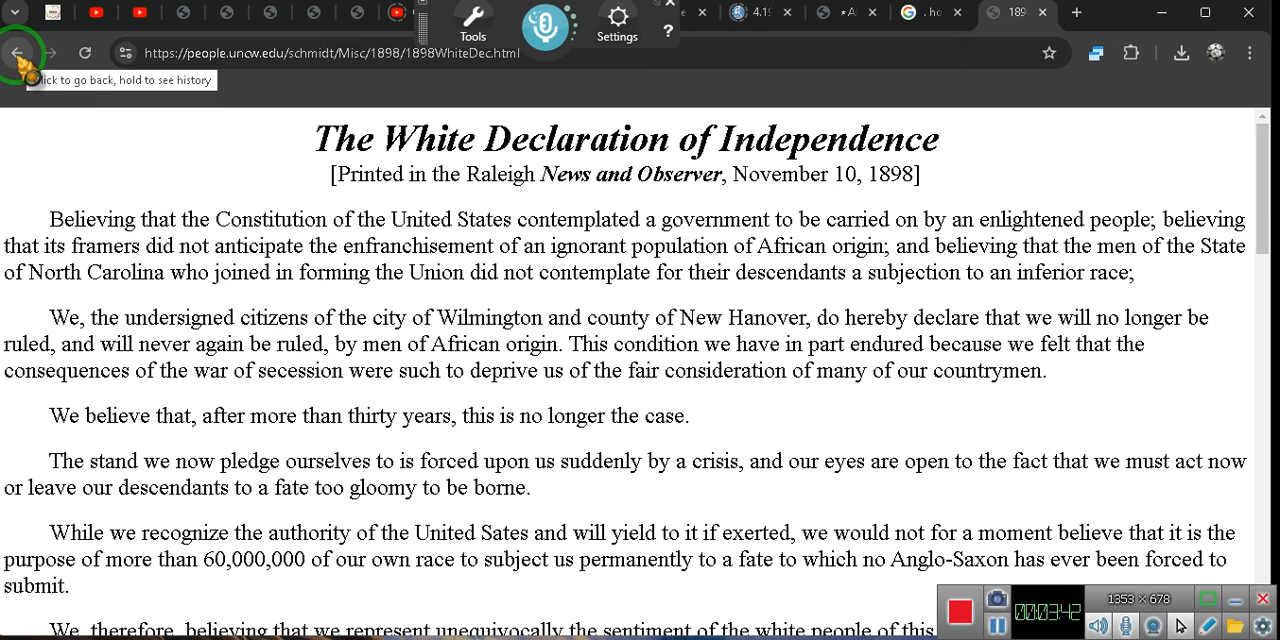 Tools
Settings
?
4.19
*A
. ho
189
https://people.uncw.edu/schmidt/Misc/1898/1898WhiteDec.html
lick to go back, hold to see history
The White Declaration of Independence
[Printed in the Raleigh News and Observer, November 10, 1898]
Believing that the Constitution of the United States contemplated a government to be carried on by an enlightened people; believing
that its framers did not anticipate the enfranchisement of an ignorant population of African origin; and believing that the men of the State
of North Carolina who joined in forming the Union did not contemplate for their descendants a subjection to an inferior race;
We, the undersigned citizens of the city of Wilmington and county of New Hanover, do hereby declare that we will no longer be
ruled, and will never again be ruled, by men of African origin. This condition we have in part endured because we felt that the
consequences of the war of secession were such to deprive us of the fair consideration of many of our countrymen.
We believe that, after more than thirty years, this is no longer the case.
The stand we now pledge ourselves to is forced upon us suddenly by a crisis, and our eyes are open to the fact that we must act now
or leave our descendants to a fate too gloomy to be borne.
While we recognize the authority of the United Sates and will yield to it if exerted, we would not for a moment believe that it is the
purpose of more than 60,000,000 of our own race to subject us permanently to a fate to which no Anglo-Saxon has ever been forced to
submit.
We, therefore, believing that we represent unequivocally the sentiment of the white people of this
1353 × 678
00:03:42